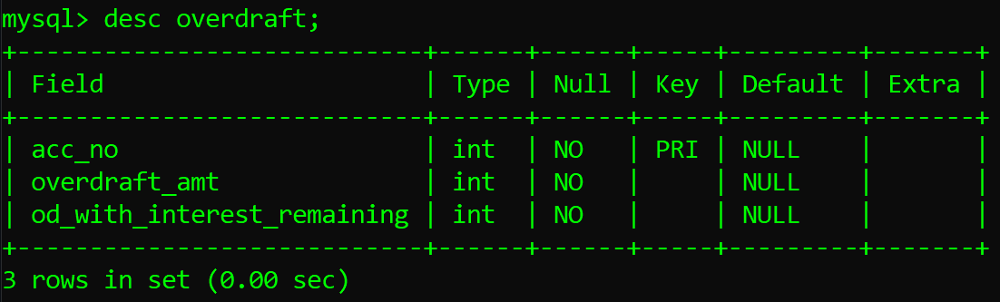 mysql> desc overdraft;
+----------------------------+------+------+-----+---------+-------+
| Field                      | Type | Null | Key | Default | Extra |
+----------------------------+------+------+-----+---------+-------+
| acc_no                     | int  | NO   | PRI | NULL    |       |
| overdraft_amt              | int  | NO   |     | NULL    |       |
| od_with_interest_remaining | int  | NO   |     | NULL    |       |
+----------------------------+------+------+-----+---------+-------+
3 rows in set (0.00 sec)